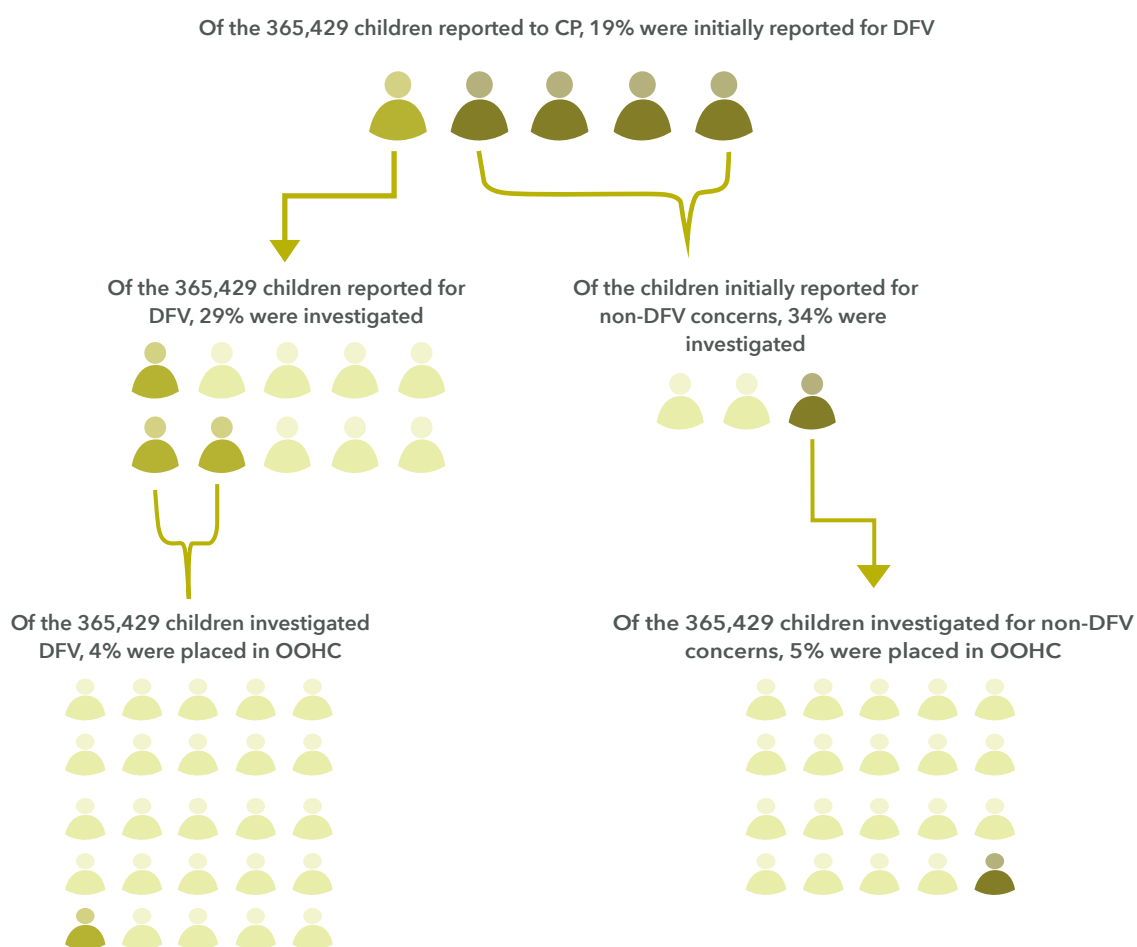 Of the 365,429 children reported to CP, 19% were initially reported for DFV
Of the 365,429 children reported for
DFV, 29% were investigated
Of the children initially reported for
non-DFV concerns, 34% were
investigated
Of the 365,429 children investigated
DFV, 4% were placed in OOHC
Of the 365,429 children investigated for non-DFV
concerns, 5% were placed in OOHC